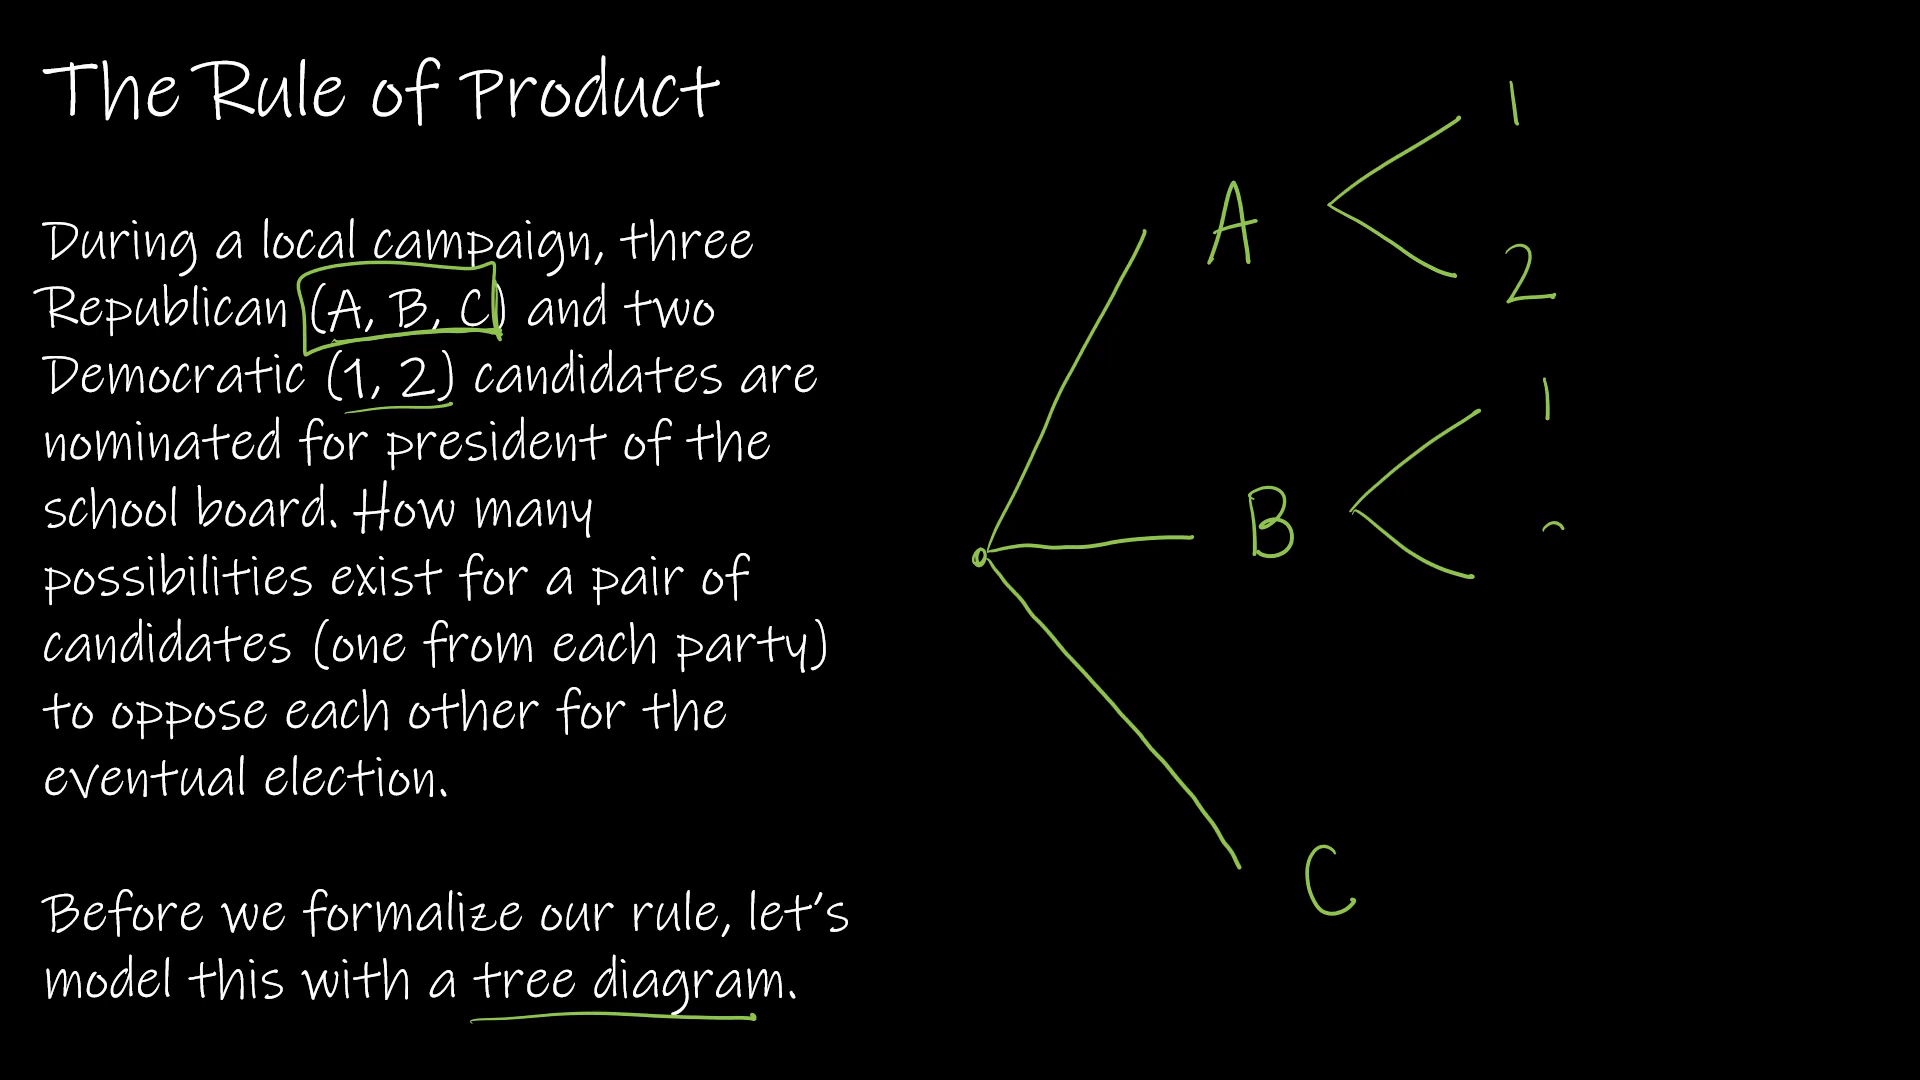 The Rule of Product
During a local campaign, three
Republican (A, B, C) and two
Democratic (1, 2) candidates are
nominated for president of the
school board. How many
possibilities exist for a pair of
candidates (one from each party)
to oppose each other for the
eventual election.
Before we formalize our rule, let's
model this with a tree diagram.
1
A
2
1
B
C